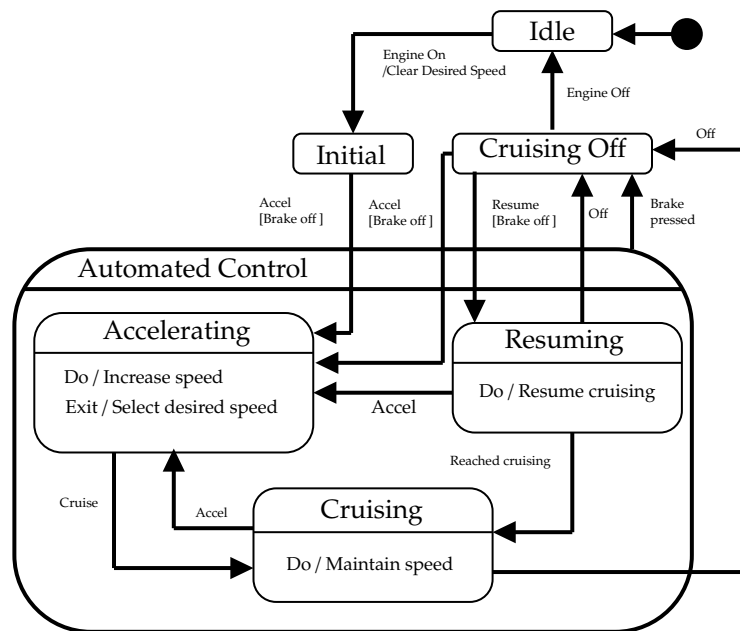 Idle
Engine On
/Clear Desired Speed
Engine Off
Off
Initial
Cruising Off
Accel
[Brake off ]
Accel
[Brake off ]
Resume
[Brake off ]
Off
Brake
pressed
Automated Control
Accelerating
Do / Increase speed
Exit / Select desired speed
Resuming
Do / Resume cruising
Accel
Reached cruising
Cruise
Accel
Cruising
Do / Maintain speed